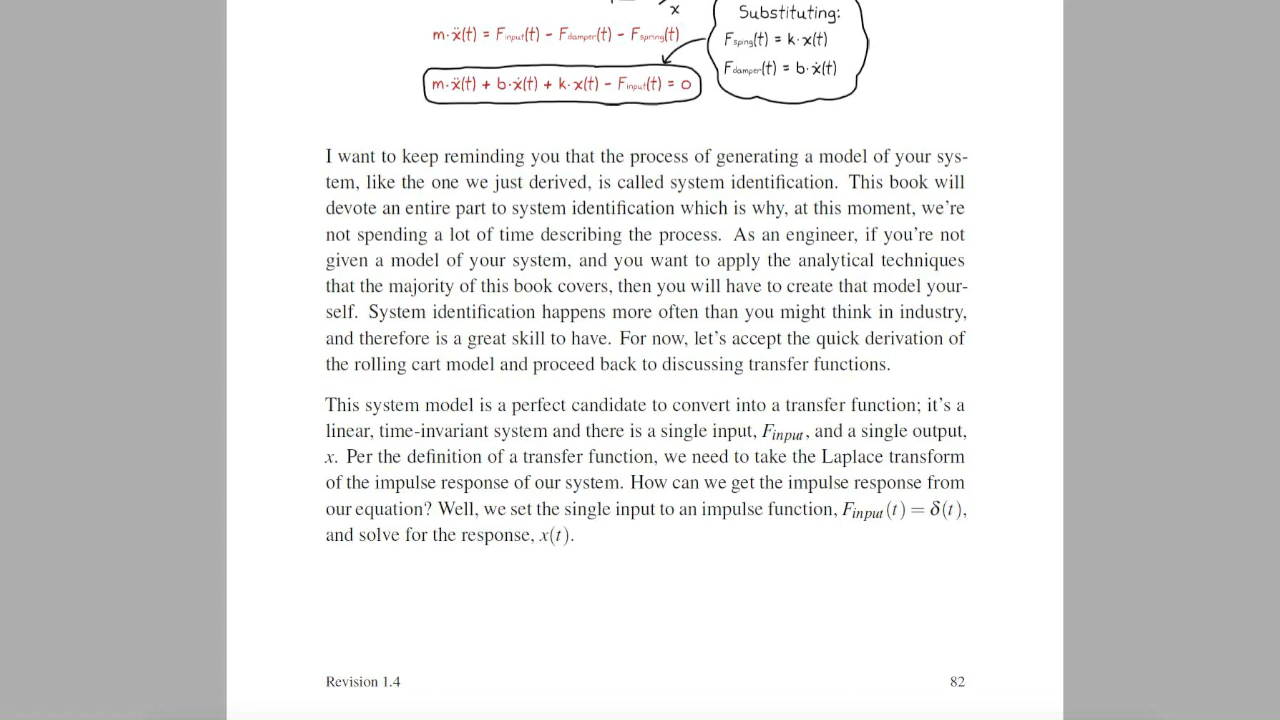 x
Substituting:
m·ẍ(t) = Finput(t) - Fdamper(t) - Fspring(t)
Fsping(t) = k·x(t)
Fdamper(t) = b·ẋ(t)
m·ẍ(t) + b·ẋ(t) + k·x(t) - Finput(t) = 0
I want to keep reminding you that the process of generating a model of your sys-
tem, like the one we just derived, is called system identification. This book will
devote an entire part to system identification which is why, at this moment, we're
not spending a lot of time describing the process. As an engineer, if you're not
given a model of your system, and you want to apply the analytical techniques
that the majority of this book covers, then you will have to create that model your-
self. System identification happens more often than you might think in industry,
and therefore is a great skill to have. For now, let's accept the quick derivation of
the rolling cart model and proceed back to discussing transfer functions.
This system model is a perfect candidate to convert into a transfer function; it's a
linear, time-invariant system and there is a single input, Finput, and a single output,
x. Per the definition of a transfer function, we need to take the Laplace transform
of the impulse response of our system. How can we get the impulse response from
our equation? Well, we set the single input to an impulse function, Finput(t) = δ(t),
and solve for the response, x(t).
Revision 1.4
82